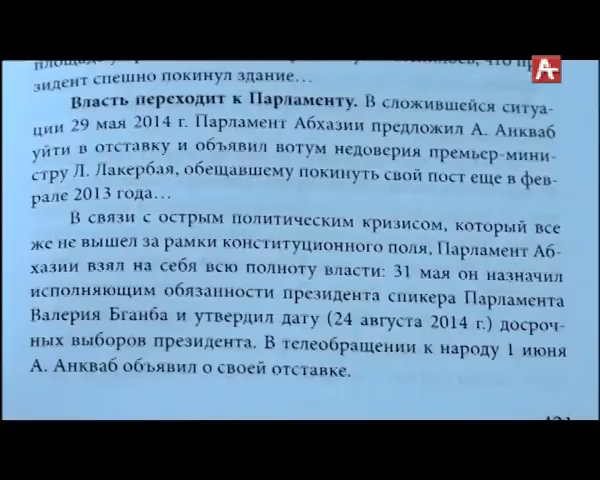 зидент спешно покинул здание…
Власть переходит к Парламенту. В сложившейся ситуа-
ции 29 мая 2014 г. Парламент Абхазии предложил А. Анкваб
уйти в отставку и объявил вотум недоверия премьер-мини-
стру Л. Лакербая, обещавшему покинуть свой пост еще в фев-
рале 2013 года…
В связи с острым политическим кризисом, который все
же не вышел за рамки конституционного поля, Парламент Аб-
хазии взял на себя всю полноту власти: 31 мая он назначил
исполняющим обязанности президента спикера Парламента
Валерия Бганба и утвердил дату (24 августа 2014 г.) досроч-
ных выборов президента. В телеобращении к народу 1 июня
А. Анкваб объявил о своей отставке.